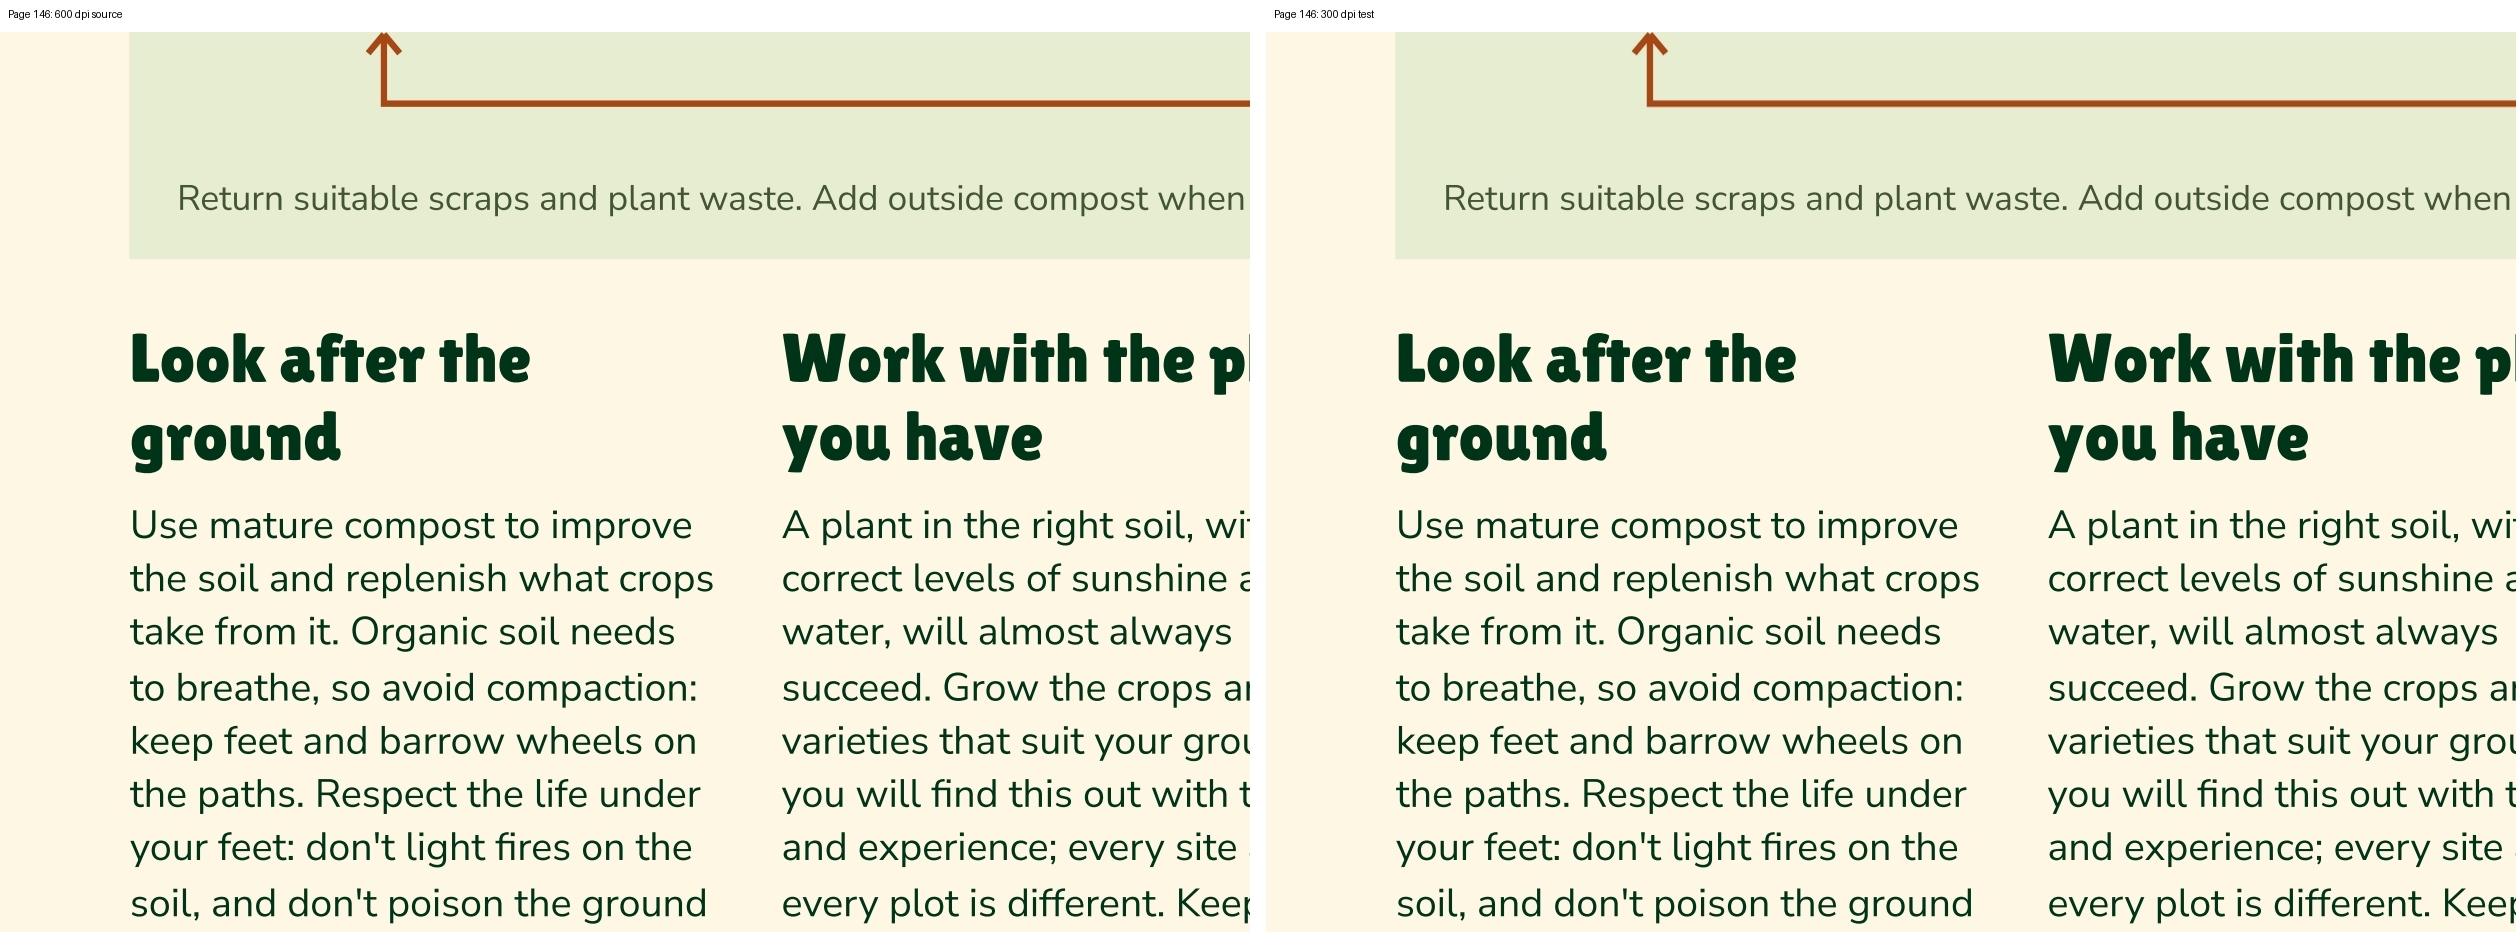 Page 146: 600 dpi source
Return suitable scraps and plant waste. Add outside compost when
Look after the
ground
Use mature compost to improve
the soil and replenish what crops
take from it. Organic soil needs
to breathe, so avoid compaction:
keep feet and barrow wheels on
the paths. Respect the life under
your feet: don't light fires on the
soil, and don't poison the ground
Work with the pl
you have
A plant in the right soil, wit
correct levels of sunshine a
water, will almost always
succeed. Grow the crops an
varieties that suit your grou
you will find this out with t
and experience; every site
every plot is different. Keep
Page 146: 300 dpi test
Return suitable scraps and plant waste. Add outside compost when
Look after the
ground
Use mature compost to improve
the soil and replenish what crops
take from it. Organic soil needs
to breathe, so avoid compaction:
keep feet and barrow wheels on
the paths. Respect the life under
your feet: don't light fires on the
soil, and don't poison the ground
Work with the pl
you have
A plant in the right soil, wit
correct levels of sunshine a
water, will almost always
succeed. Grow the crops an
varieties that suit your grou
you will find this out with t
and experience; every site
every plot is different. Keep